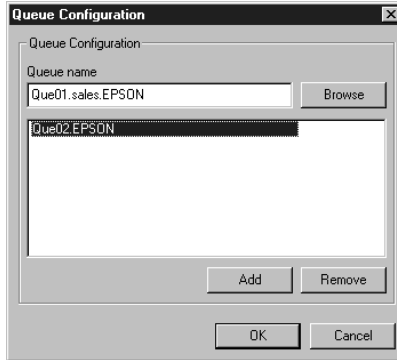 Queue Configuration
Queue Configuration
Queue name
Que01.sales.EPSON
Browse
Que02.EPSON
Add
Remove
OK
Cancel